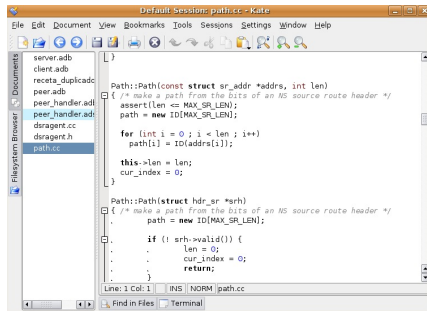 Default Session: path.cc - Kate
File Edit Document View Bookmarks Tools Sessions Settings Window Help
Documents
Filesystem Browser
server.adb
client.adb
receta_duplicado
peer.adb
peer_handler.adb
peer_handler.ads
dsragent.cc
dsragent.h
path.cc
}
Path::Path(const struct sr_addr *addrs, int len)
{ /* make a path from the bits of an NS source route header */
assert(len <= MAX_SR_LEN);
path = new ID[MAX_SR_LEN];
for (int i = 0 ; i < len ; i++)
path[i] = ID(addrs[i]);
this->len = len;
cur_index = 0;
}
Path::Path(struct hdr_sr *srh)
{ /* make a path from the bits of an NS source route header */
path = new ID[MAX_SR_LEN];
if (! srh->valid()) {
len = 0;
cur_index = 0;
return;
}
Line: 1 Col: 1 INS NORM path.cc
Find in Files Terminal